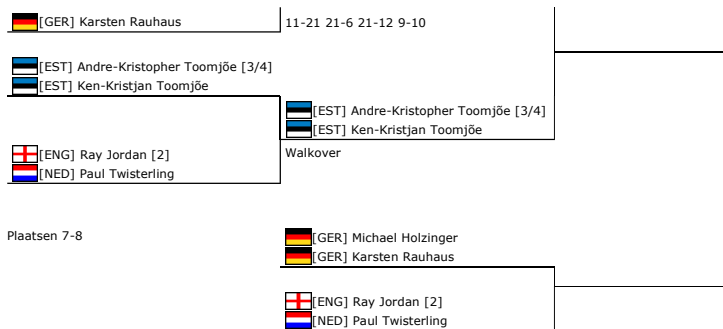 [GER] Karsten Rauhaus
11-21 21-6 21-12 9-10
[EST] Andre-Kristopher Toomjõe [3/4]
[EST] Ken-Kristjan Toomjõe
[EST] Andre-Kristopher Toomjõe [3/4]
[EST] Ken-Kristjan Toomjõe
[ENG] Ray Jordan [2]
Walkover
[NED] Paul Twisterling
Plaatsen 7-8
[GER] Michael Holzinger
[GER] Karsten Rauhaus
[ENG] Ray Jordan [2]
[NED] Paul Twisterling